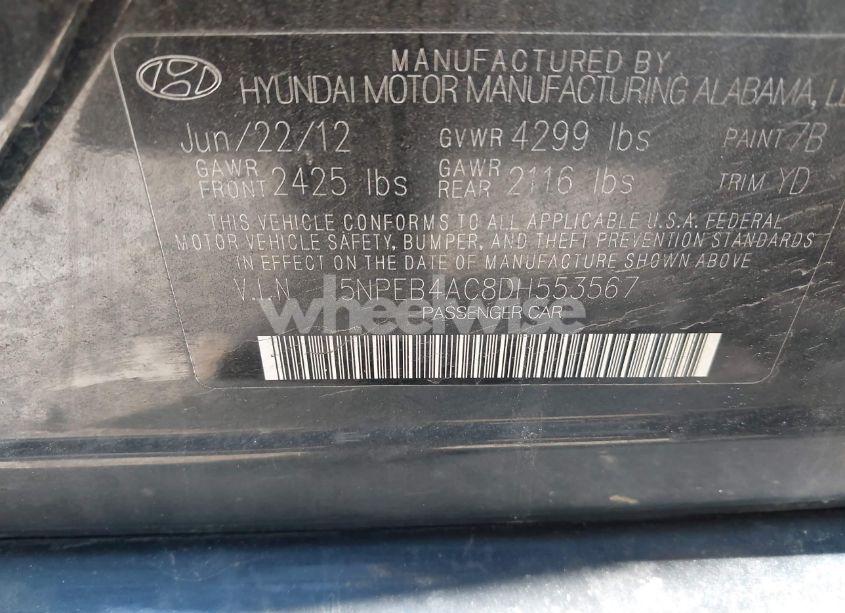 MANUFACTURED BY
HYUNDAI MOTOR MANUFACTURING ALABAMA, LL
Jun/22/12 GVWR 4299 lbs PAINT 7B
GAWR FRONT 2425 lbs GAWR REAR 2116 lbs TRIM YD
THIS VEHICLE CONFORMS TO ALL APPLICABLE U.S.A. FEDERAL
MOTOR VEHICLE SAFETY, BUMPER, AND THEFT PREVENTION STANDARDS
IN EFFECT ON THE DATE OF MANUFACTURE SHOWN ABOVE
V.I.N 5NPEB4AC8DH553567
wheelwise
PASSENGER CAR